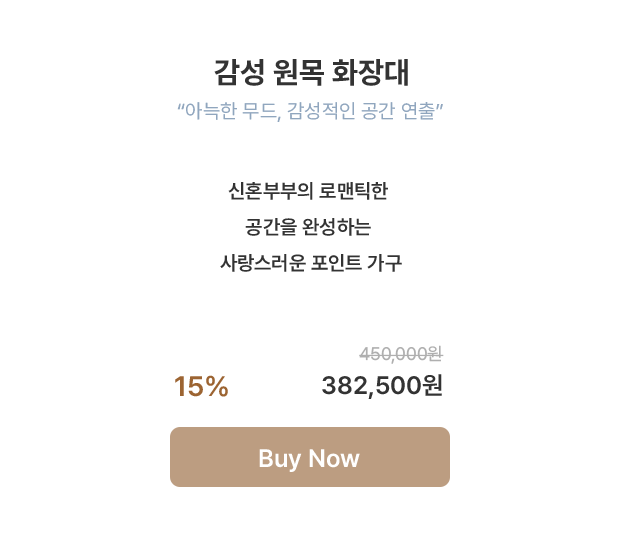 감성 원목 화장대
“아늑한 무드, 감성적인 공간 연출”
신혼부부의 로맨틱한
공간을 완성하는
사랑스러운 포인트 가구
450,000원
15% 382,500원
Buy Now